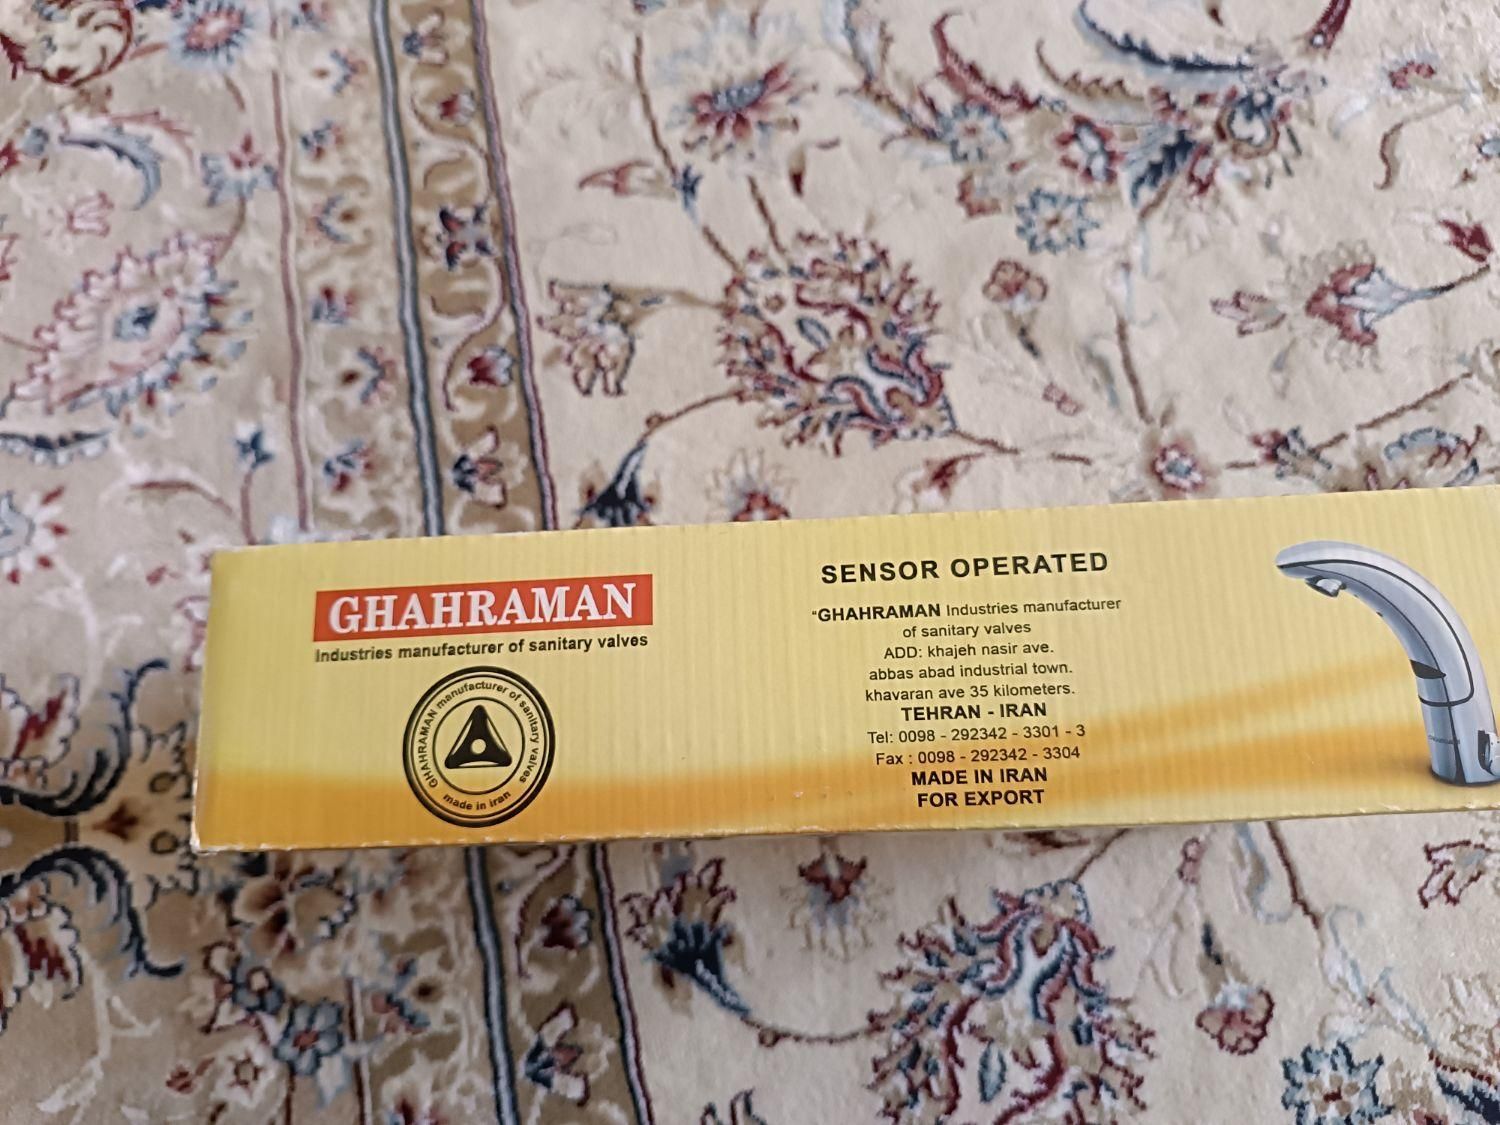 GHAHRAMAN
Industries manufacturer of sanitary valves
GHAHRAMAN manufacturer of sanitary valves
made in iran
SENSOR OPERATED
"GHAHRAMAN Industries manufacturer
of sanitary valves
ADD: khajeh nasir ave.
abbas abad industrial town.
khavaran ave 35 kilometers.
TEHRAN - IRAN
Tel: 0098 - 292342 - 3301 - 3
Fax : 0098 - 292342 - 3304
MADE IN IRAN
FOR EXPORT